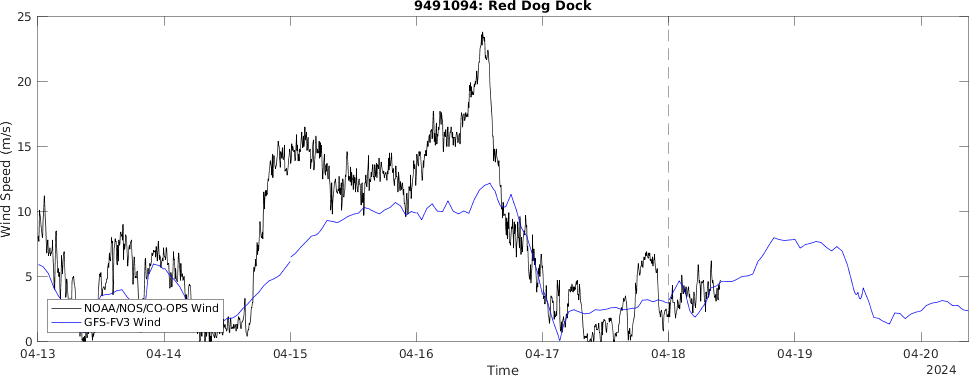 9491094: Red Dog Dock
25
20
15
10
5
0
Wind Speed (m/s)
NOAA/NOS/CO-OPS Wind
GFS-FV3 Wind
04-13 04-14 04-15 04-16 04-17 04-18 04-19 04-20
Time
2024